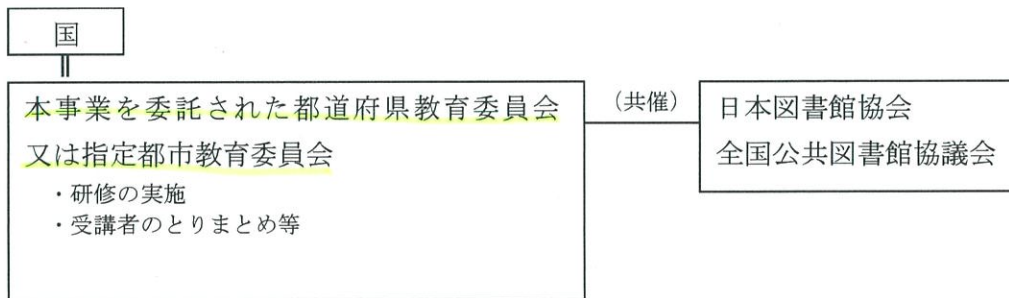 国
本事業を委託された都道府県教育委員会
又は指定都市教育委員会
・研修の実施
・受講者のとりまとめ等
（共催）
日本図書館協会
全国公共図書館協議会